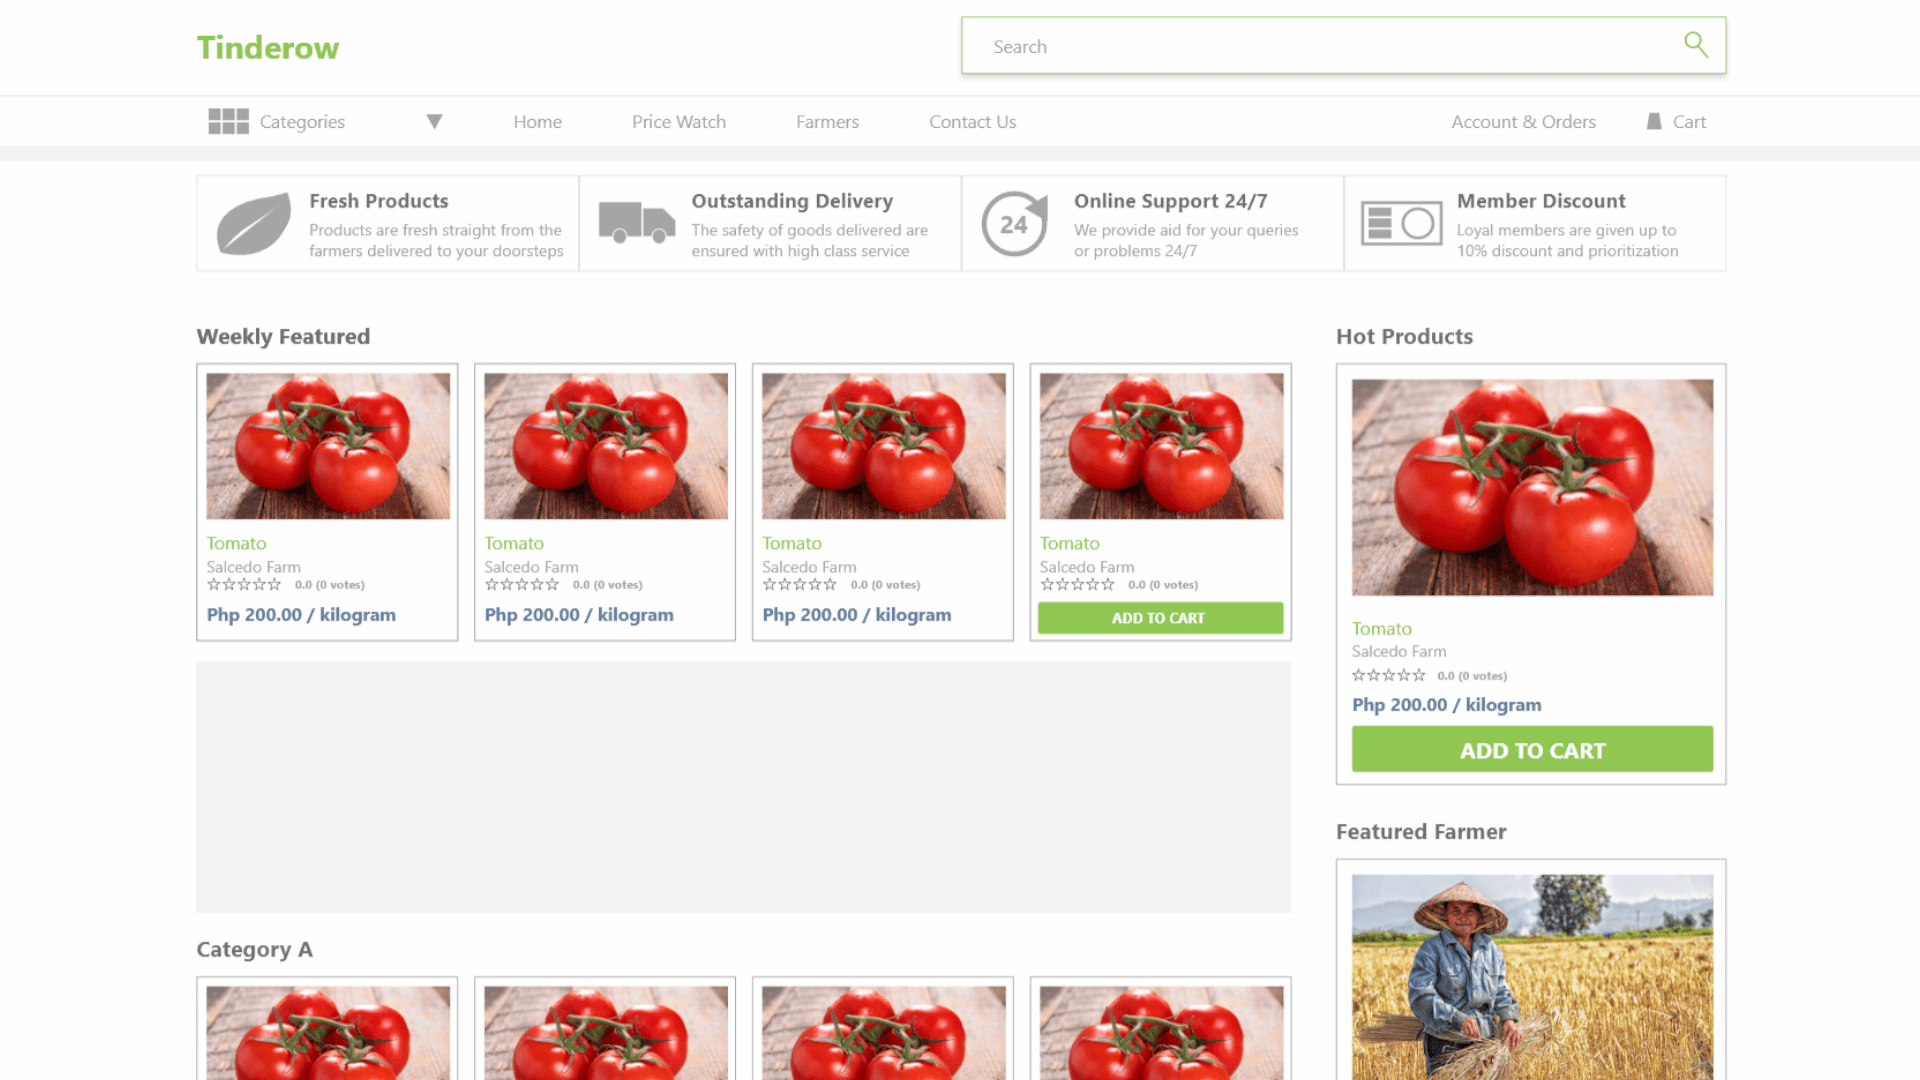 Tinderow
Search
Categories
Home
Price Watch
Farmers
Contact Us
Account & Orders
Cart
Fresh Products
Products are fresh straight from the
farmers delivered to your doorsteps
Outstanding Delivery
The safety of goods delivered are
ensured with high class service
24
Online Support 24/7
We provide aid for your queries
or problems 24/7
Member Discount
Loyal members are given up to
10% discount and prioritization
Weekly Featured
Tomato
Salcedo Farm
0.0 (0 votes)
Php 200.00 / kilogram
Tomato
Salcedo Farm
0.0 (0 votes)
Php 200.00 / kilogram
Tomato
Salcedo Farm
0.0 (0 votes)
Php 200.00 / kilogram
Tomato
Salcedo Farm
0.0 (0 votes)
ADD TO CART
Hot Products
Tomato
Salcedo Farm
0.0 (0 votes)
Php 200.00 / kilogram
ADD TO CART
Featured Farmer
Category A